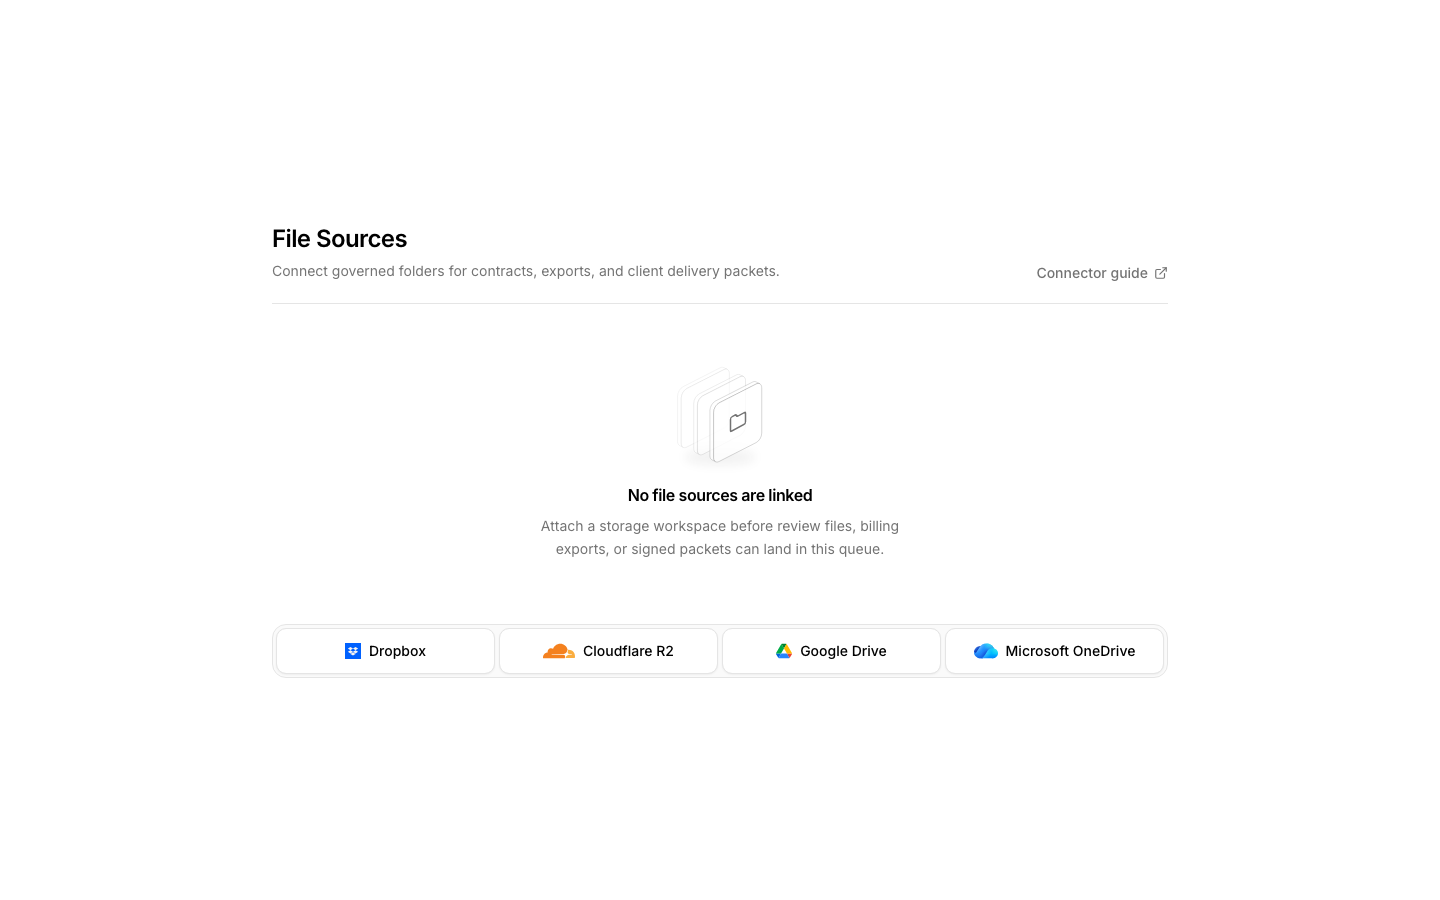 File Sources
Connect governed folders for contracts, exports, and client delivery packets.
Connector guide
No file sources are linked
Attach a storage workspace before review files, billing
exports, or signed packets can land in this queue.
Dropbox
Cloudflare R2
Google Drive
Microsoft OneDrive